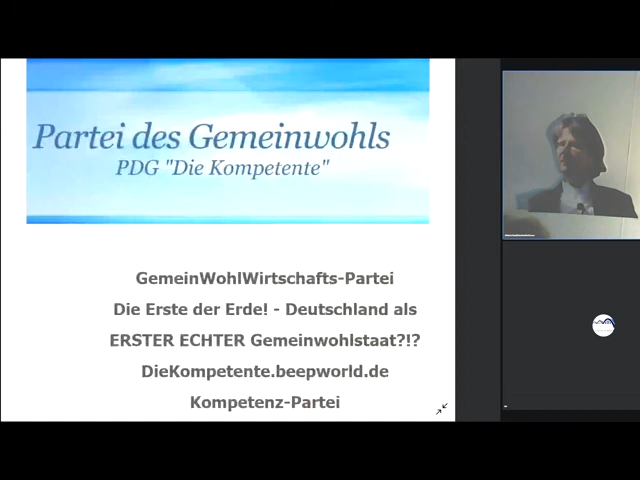 Partei des Gemeinwohls
PDG "Die Kompetente"
GemeinWohlWirtschafts-Partei
Die Erste der Erde! - Deutschland als
ERSTER ECHTER Gemeinwohlstaat?!?
DieKompetente.beepworld.de
Kompetenz-Partei